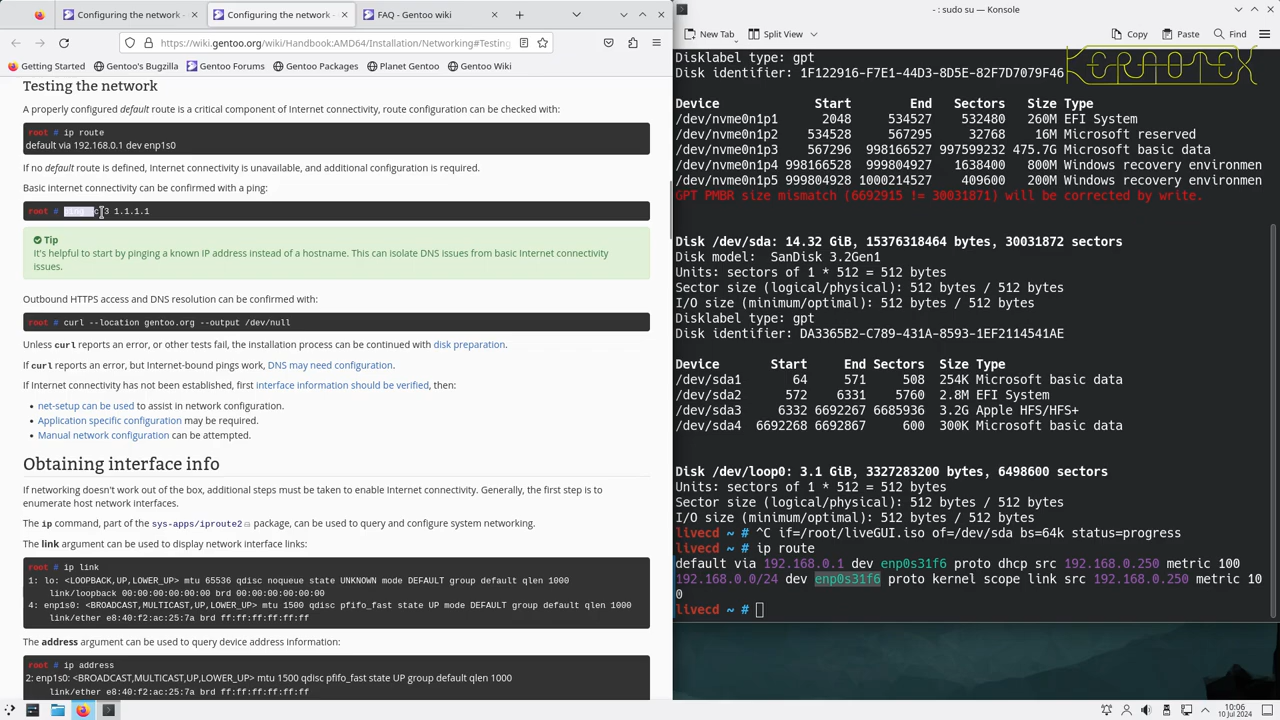 Configuring the network -
Configuring the network -
FAQ - Gentoo wiki
https://wiki.gentoo.org/wiki/Handbook:AMD64/Installation/Networking#Testing
Getting Started
Gentoo's Bugzilla
Gentoo Forums
Gentoo Packages
Planet Gentoo
Gentoo Wiki
Testing the network
A properly configured default route is a critical component of Internet connectivity, route configuration can be checked with:
root # ip route
default via 192.168.0.1 dev enp1s0
If no default route is defined, Internet connectivity is unavailable, and additional configuration is required.
Basic internet connectivity can be confirmed with a ping:
root # ping -c 3 1.1.1.1
Tip
It's helpful to start by pinging a known IP address instead of a hostname. This can isolate DNS issues from basic Internet connectivity
issues.
Outbound HTTPS access and DNS resolution can be confirmed with:
root # curl --location gentoo.org --output /dev/null
Unless curl reports an error, or other tests fail, the installation process can be continued with disk preparation.
If curl reports an error, but Internet-bound pings work, DNS may need configuration.
If Internet connectivity has not been established, first interface information should be verified, then:
net-setup can be used to assist in network configuration.
Application specific configuration may be required.
Manual network configuration can be attempted.
Obtaining interface info
If networking doesn't work out of the box, additional steps must be taken to enable Internet connectivity. Generally, the first step is to
enumerate host network interfaces.
The ip command, part of the sys-apps/iproute2 package, can be used to query and configure system networking.
The link argument can be used to display network interface links:
root # ip link
1: lo: <LOOPBACK,UP,LOWER_UP> mtu 65536 qdisc noqueue state UNKNOWN mode DEFAULT group default qlen 1000
link/loopback 00:00:00:00:00:00 brd 00:00:00:00:00:00
4: enp1s0: <BROADCAST,MULTICAST,UP,LOWER_UP> mtu 1500 qdisc pfifo_fast state UP mode DEFAULT group default qlen 1000
link/ether e8:40:f2:ac:25:7a brd ff:ff:ff:ff:ff:ff
The address argument can be used to query device address information:
root # ip address
2: enp1s0: <BROADCAST,MULTICAST,UP,LOWER_UP> mtu 1500 qdisc pfifo_fast state UP group default qlen 1000
link/ether e8:40:f2:ac:25:7a brd ff:ff:ff:ff:ff:ff
- : sudo su — Konsole
New Tab
Split View
Copy
Paste
Find
Disklabel type: gpt
Disk identifier: 1F122916-F7E1-44D3-8D5E-82F7D7079F46
Device Start End Sectors Size Type
/dev/nvme0n1p1 2048 534527 532480 260M EFI System
/dev/nvme0n1p2 534528 567295 32768 16M Microsoft reserved
/dev/nvme0n1p3 567296 998166527 997599232 475.7G Microsoft basic data
/dev/nvme0n1p4 998166528 999804927 1638400 800M Windows recovery environmen
/dev/nvme0n1p5 999804928 1000214527 409600 200M Windows recovery environmen
GPT PMBR size mismatch (6692915 != 30031871) will be corrected by write.
Disk /dev/sda: 14.32 GiB, 15376318464 bytes, 30031872 sectors
Disk model: SanDisk 3.2Gen1
Units: sectors of 1 * 512 = 512 bytes
Sector size (logical/physical): 512 bytes / 512 bytes
I/O size (minimum/optimal): 512 bytes / 512 bytes
Disklabel type: gpt
Disk identifier: DA3365B2-C789-431A-8593-1EF2114541AE
Device Start End Sectors Size Type
/dev/sda1 64 571 508 254K Microsoft basic data
/dev/sda2 572 6331 5760 2.8M EFI System
/dev/sda3 6332 6692267 6685936 3.2G Apple HFS/HFS+
/dev/sda4 6692268 6692867 600 300K Microsoft basic data
Disk /dev/loop0: 3.1 GiB, 3327283200 bytes, 6498600 sectors
Units: sectors of 1 * 512 = 512 bytes
Sector size (logical/physical): 512 bytes / 512 bytes
I/O size (minimum/optimal): 512 bytes / 512 bytes
livecd ~ # ^C if=/root/liveGUI.iso of=/dev/sda bs=64k status=progress
livecd ~ # ip route
default via 192.168.0.1 dev enp0s31f6 proto dhcp src 192.168.0.250 metric 100
192.168.0.0/24 dev enp0s31f6 proto kernel scope link src 192.168.0.250 metric 10
0
livecd ~ #
10:06
10 Jul 2024